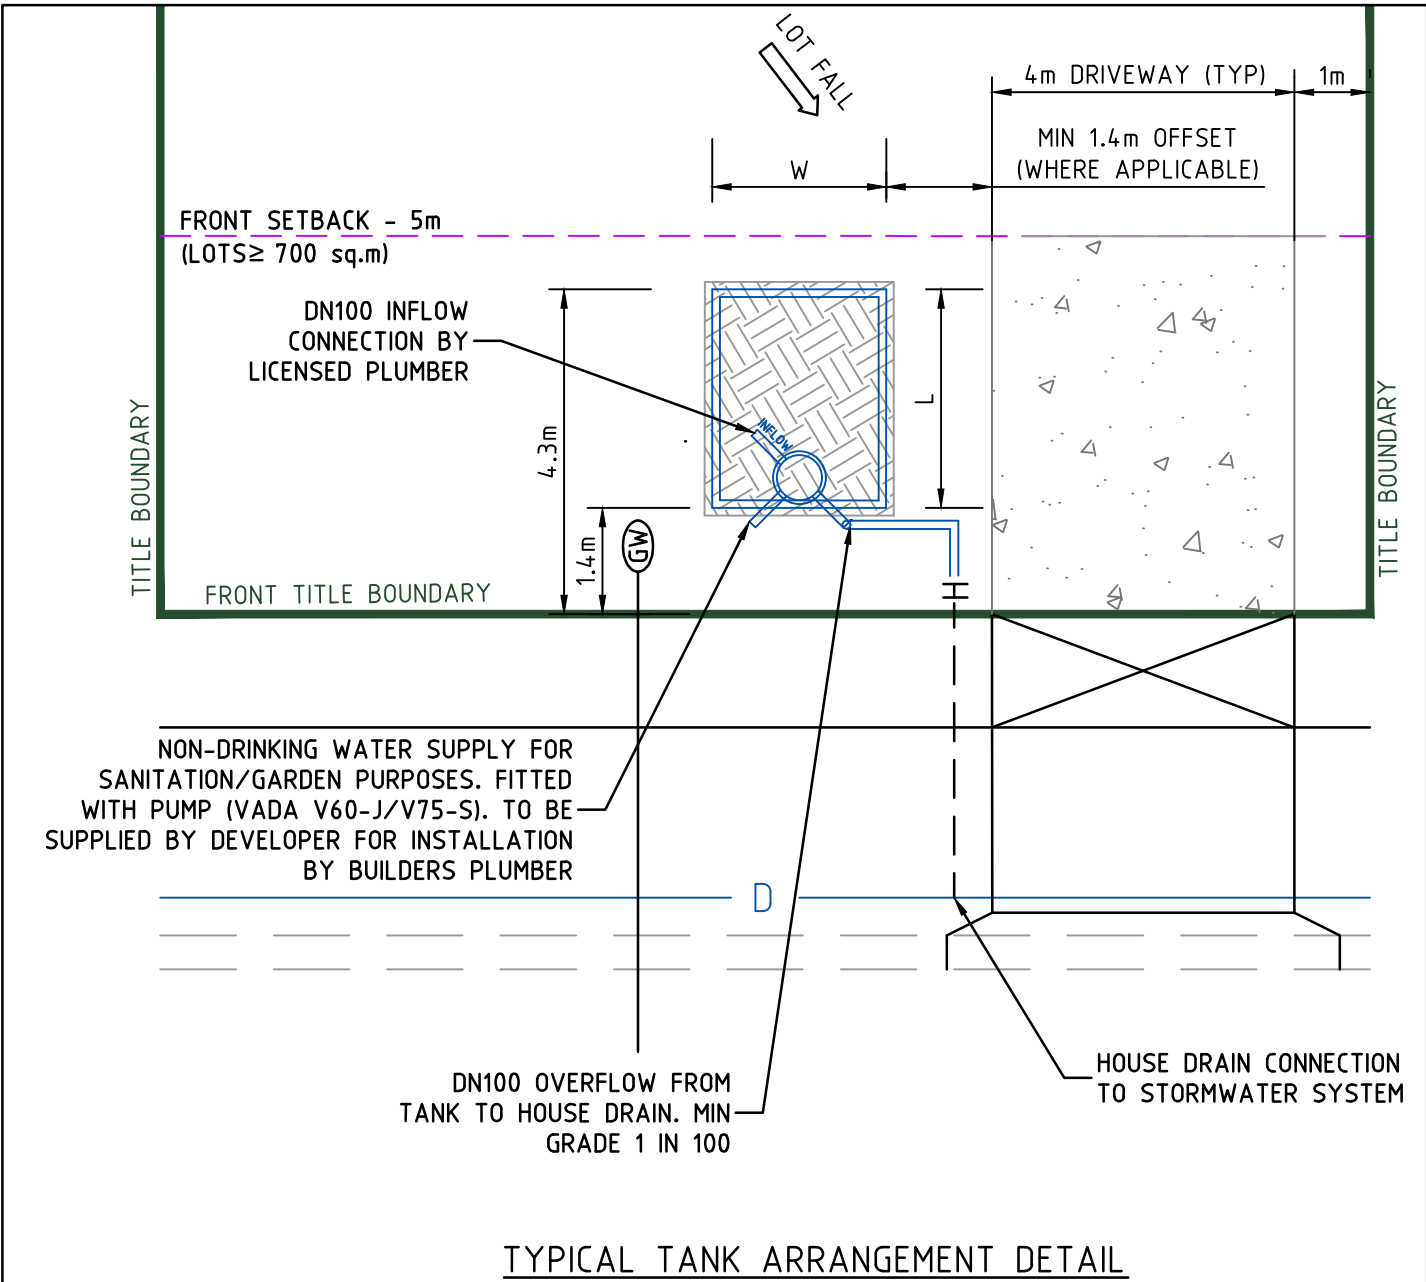 LOT FALL
4m DRIVEWAY (TYP)
1m
MIN 1.4m OFFSET
(WHERE APPLICABLE)
W
FRONT SETBACK - 5m
(LOTS≥ 700 sq.m)
DN100 INFLOW
CONNECTION BY
LICENSED PLUMBER
INFLOW
L
4.3m
1.4m
GW
TITLE BOUNDARY
TITLE BOUNDARY
FRONT TITLE BOUNDARY
H
NON-DRINKING WATER SUPPLY FOR
SANITATION/GARDEN PURPOSES. FITTED
WITH PUMP (VADA V60-J/V75-S). TO BE
SUPPLIED BY DEVELOPER FOR INSTALLATION
BY BUILDERS PLUMBER
D
DN100 OVERFLOW FROM
TANK TO HOUSE DRAIN. MIN
GRADE 1 IN 100
HOUSE DRAIN CONNECTION
TO STORMWATER SYSTEM
TYPICAL TANK ARRANGEMENT DETAIL